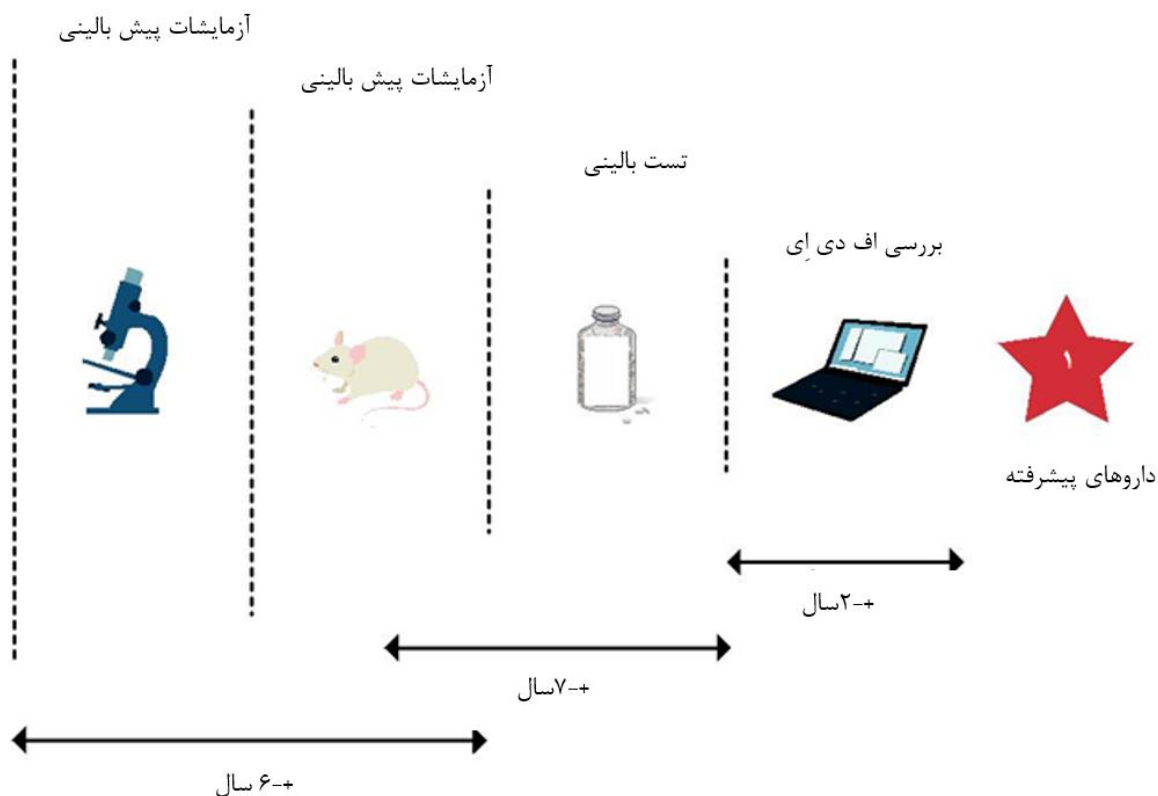 آزمایشات پیش بالینی
آزمایشات پیش بالینی
تست بالینی
بررسی اف دی اِی
۱
داروهای پیشرفته
+-۲سال
+-۷سال
+-۶ سال